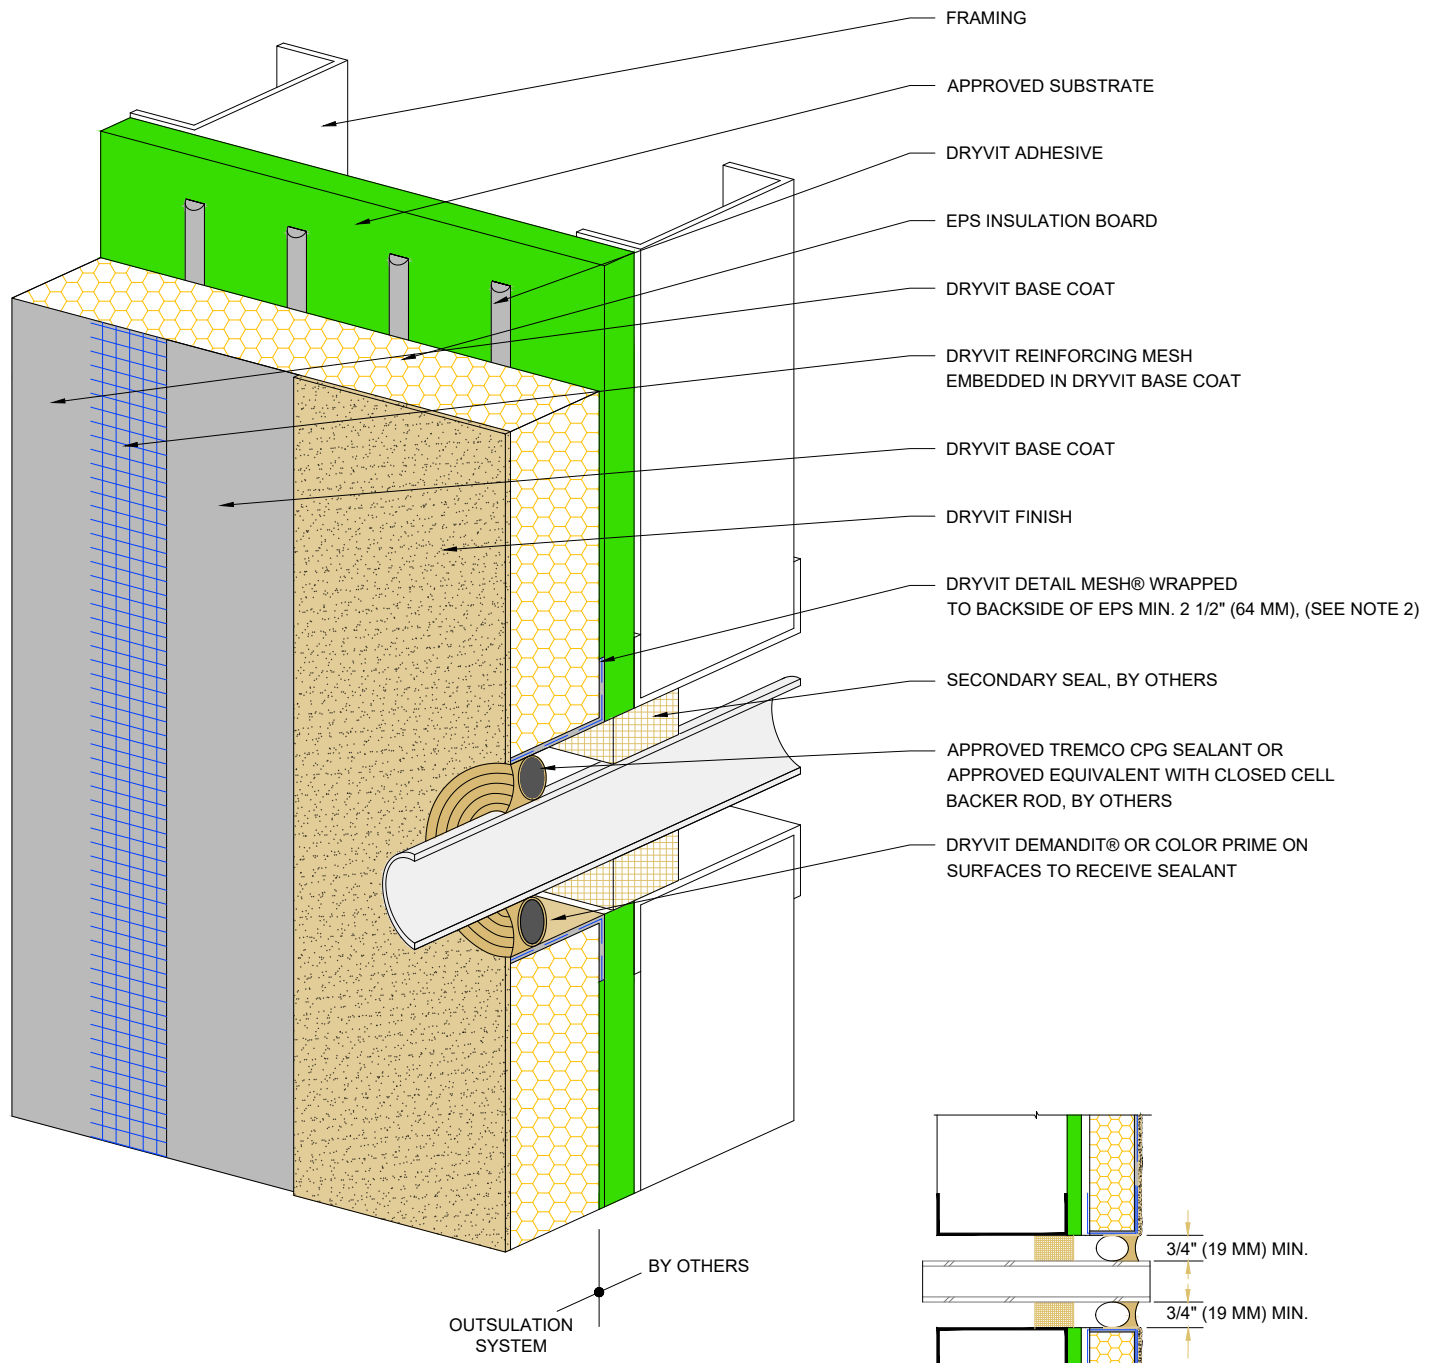 FRAMING
APPROVED SUBSTRATE
DRYVIT ADHESIVE
EPS INSULATION BOARD
DRYVIT BASE COAT
DRYVIT REINFORCING MESH
EMBEDDED IN DRYVIT BASE COAT
DRYVIT BASE COAT
DRYVIT FINISH
DRYVIT DETAIL MESH® WRAPPED
TO BACKSIDE OF EPS MIN. 2 1/2" (64 MM), (SEE NOTE 2)
SECONDARY SEAL, BY OTHERS
APPROVED TREMCO CPG SEALANT OR
APPROVED EQUIVALENT WITH CLOSED CELL
BACKER ROD, BY OTHERS
DRYVIT DEMANDIT® OR COLOR PRIME ON
SURFACES TO RECEIVE SEALANT
3/4" (19 MM) MIN.
3/4" (19 MM) MIN.
BY OTHERS
OUTSULATION
SYSTEM